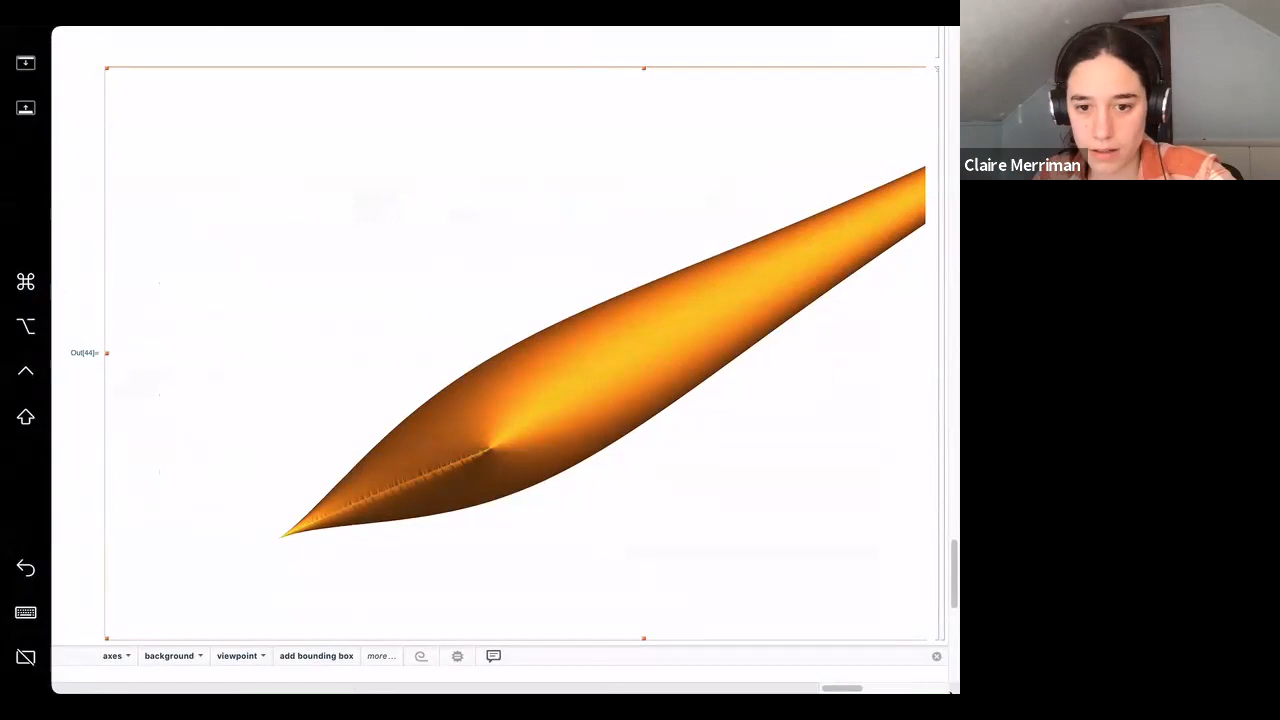 Claire Merriman
Out[44]=
axes background viewpoint add bounding box more...